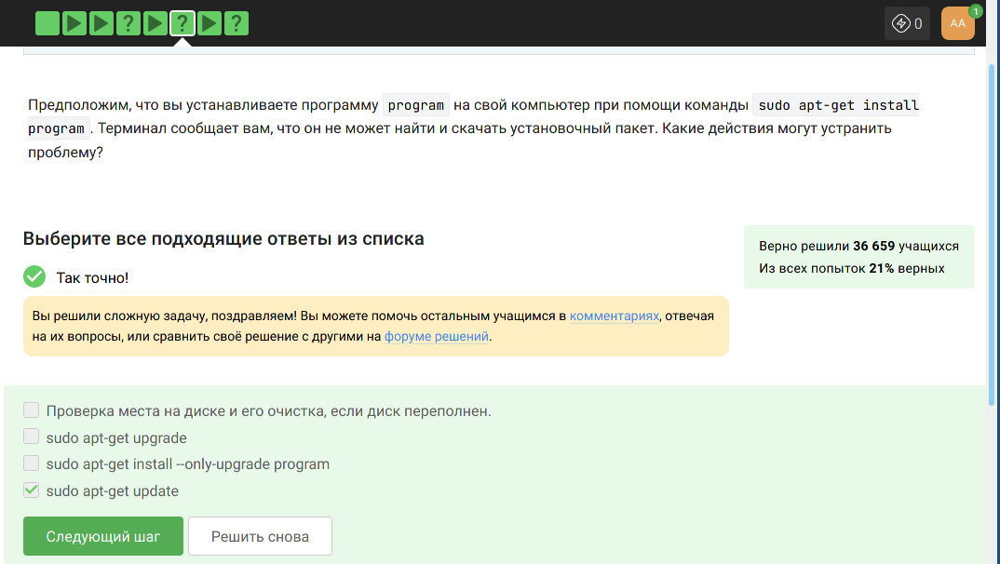 ? ? ?
0
AA
1
Предположим, что вы устанавливаете программу program на свой компьютер при помощи команды sudo apt-get install
program . Терминал сообщает вам, что он не может найти и скачать установочный пакет. Какие действия могут устранить
проблему?
Выберите все подходящие ответы из списка
Так точно!
Вы решили сложную задачу, поздравляем! Вы можете помочь остальным учащимся в комментариях, отвечая
на их вопросы, или сравнить своё решение с другими на форуме решений.
Верно решили 36 659 учащихся
Из всех попыток 21% верных
Проверка места на диске и его очистка, если диск переполнен.
sudo apt-get upgrade
sudo apt-get install --only-upgrade program
sudo apt-get update
Следующий шаг
Решить снова